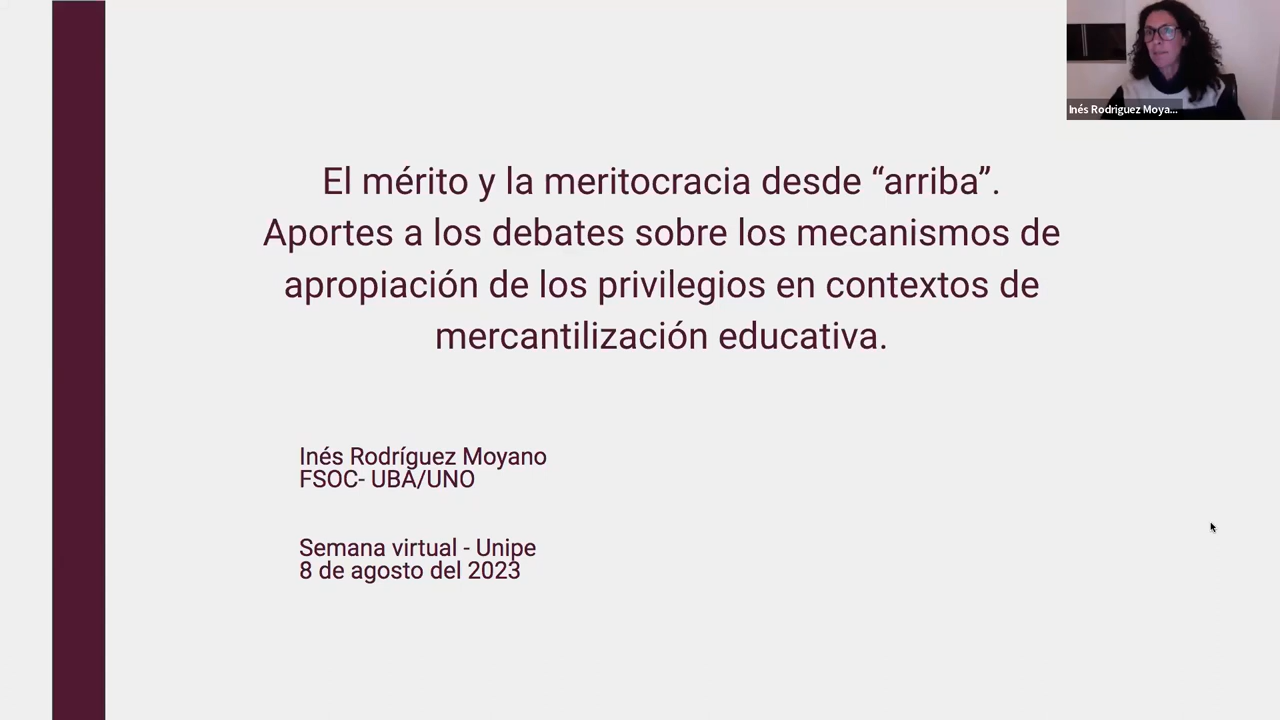 Inés Rodriguez Moya...
El mérito y la meritocracia desde “arriba”.
Aportes a los debates sobre los mecanismos de
apropiación de los privilegios en contextos de
mercantilización educativa.
Inés Rodríguez Moyano
FSOC- UBA/UNO
Semana virtual - Unipe
8 de agosto del 2023